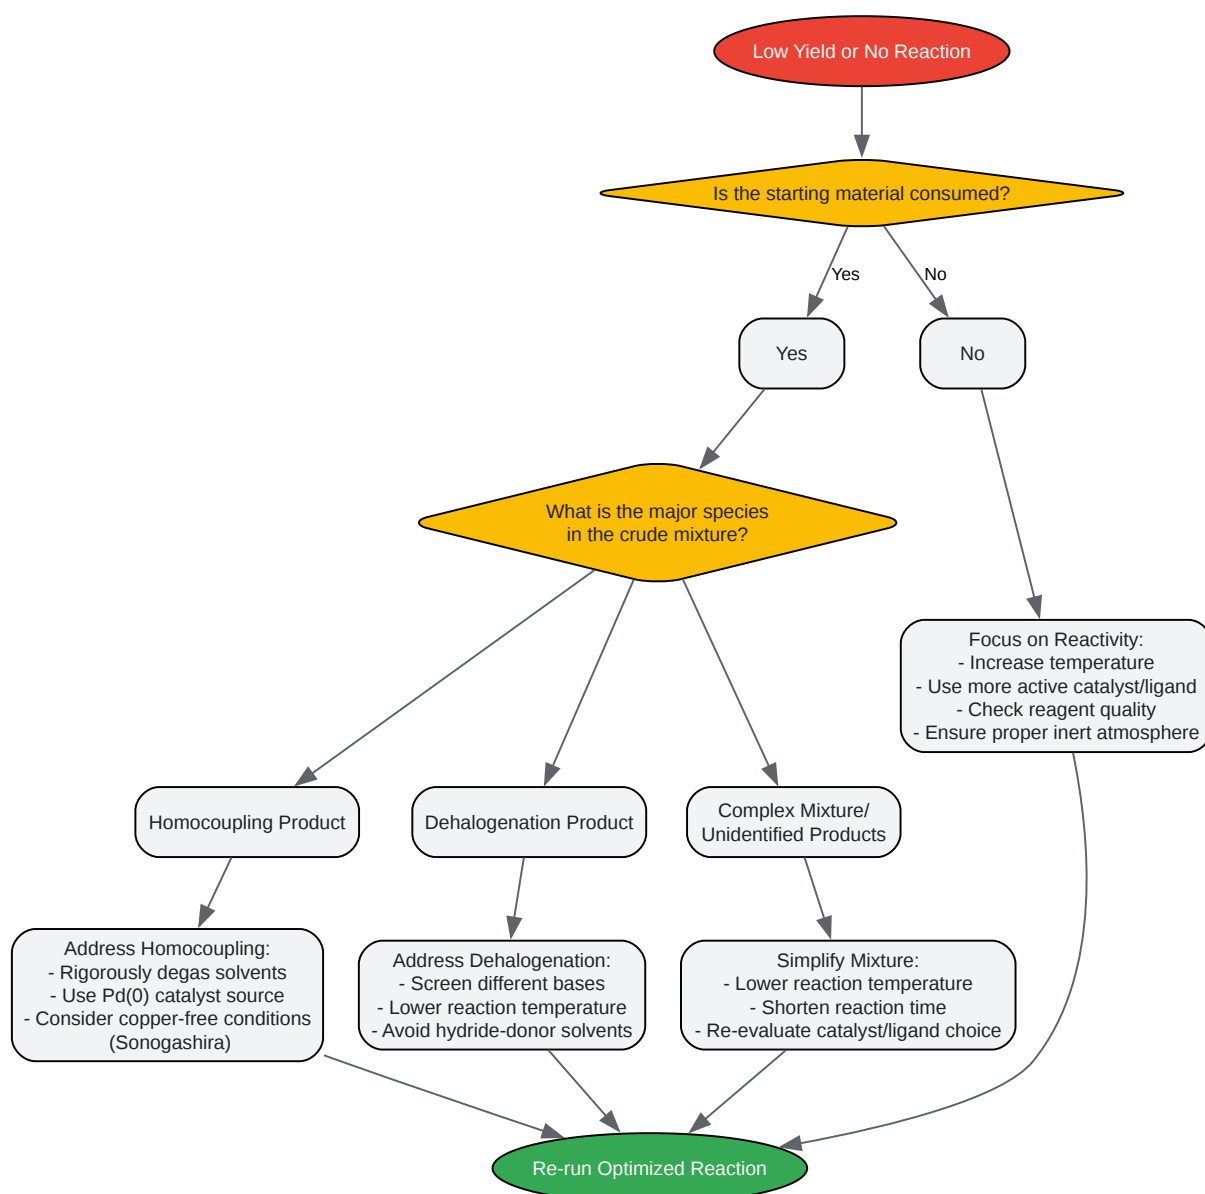 Low Yield or No Reaction
Is the starting material consumed?
Yes
No
Yes
No
What is the major species
in the crude mixture?
Focus on Reactivity:
- Increase temperature
- Use more active catalyst/ligand
- Check reagent quality
- Ensure proper inert atmosphere
Homocoupling Product
Dehalogenation Product
Complex Mixture/
Unidentified Products
Address Homocoupling:
- Rigorously degas solvents
- Use Pd(0) catalyst source
- Consider copper-free conditions
(Sonogashira)
Address Dehalogenation:
- Screen different bases
- Lower reaction temperature
- Avoid hydride-donor solvents
Simplify Mixture:
- Lower reaction temperature
- Shorten reaction time
- Re-evaluate catalyst/ligand choice
Re-run Optimized Reaction